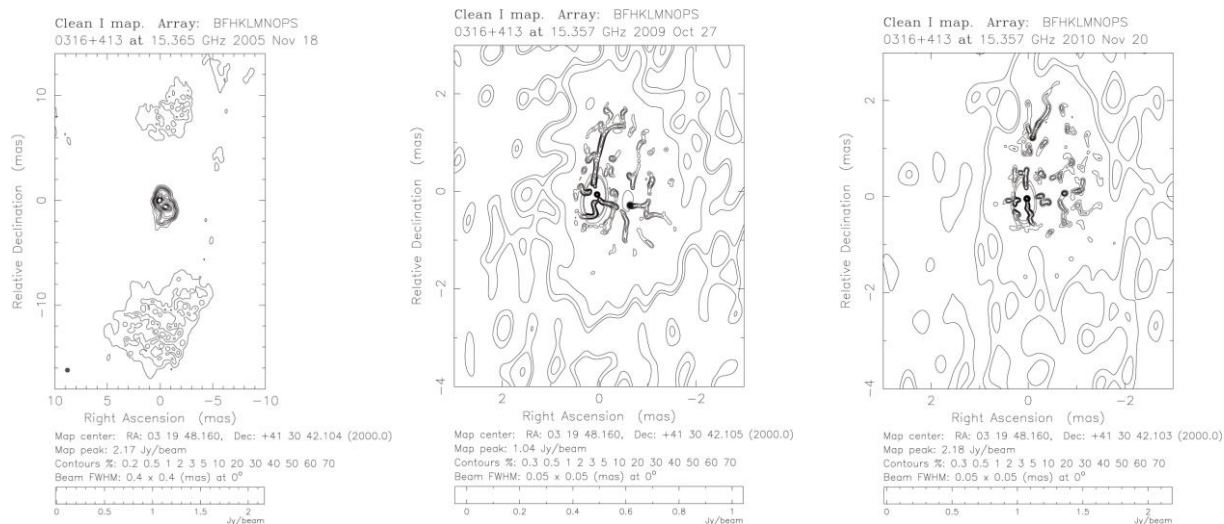 Clean I map. Array: BFHKLMNOPS
0316+413 at 15.365 GHz 2005 Nov 18
10
0
-10
Relative Declination (mas)
10 5 0 -5 -10
Right Ascension (mas)
Map center: RA: 03 19 48.160, Dec: +41 30 42.104 (2000.0)
Map peak: 2.17 Jy/beam
Contours %: 0.2 0.5 1 2 3 5 10 20 30 40 50 60 70
Beam FWHM: 0.4 x 0.4 (mas) at 0°
0 0.5 1 1.5 2
Jy/beam
Clean I map. Array: BFHKLMNOPS
0316+413 at 15.357 GHz 2009 Oct 27
2
0
-2
-4
Relative Declination (mas)
2 0 -2
Right Ascension (mas)
Map center: RA: 03 19 48.160, Dec: +41 30 42.105 (2000.0)
Map peak: 1.04 Jy/beam
Contours %: 0.3 0.5 1 2 3 5 10 20 30 40 50 60 70
Beam FWHM: 0.05 x 0.05 (mas) at 0°
0 0.2 0.4 0.6 0.8 1
Jy/beam
Clean I map. Array: BFHKLMNOPS
0316+413 at 15.357 GHz 2010 Nov 20
2
0
-2
-4
Relative Declination (mas)
2 0 -2
Right Ascension (mas)
Map center: RA: 03 19 48.160, Dec: +41 30 42.103 (2000.0)
Map peak: 2.18 Jy/beam
Contours %: 0.3 0.5 1 2 3 5 10 20 30 40 50 60 70
Beam FWHM: 0.05 x 0.05 (mas) at 0°
0 0.5 1 1.5 2
Jy/beam